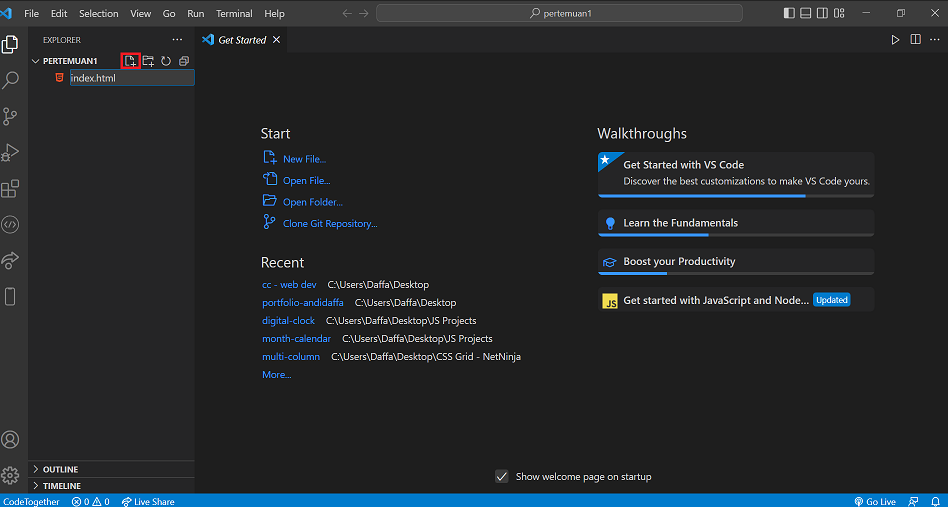 File Edit Selection View Go Run Terminal Help
pertemuan1
EXPLORER
Get Started
PERTEMUAN1
index.html
Start
New File...
Open File...
Open Folder...
Clone Git Repository...
Recent
cc - web dev C:\Users\Daffa\Desktop
portfolio-andidaffa C:\Users\Daffa\Desktop
digital-clock C:\Users\Daffa\Desktop\JS Projects
month-calendar C:\Users\Daffa\Desktop\JS Projects
multi-column C:\Users\Daffa\Desktop\CSS Grid - NetNinja
More...
Walkthroughs
Get Started with VS Code
Discover the best customizations to make VS Code yours.
Learn the Fundamentals
Boost your Productivity
JS Get started with JavaScript and Node... Updated
OUTLINE
TIMELINE
Show welcome page on startup
CodeTogether 0 0 Live Share Go Live